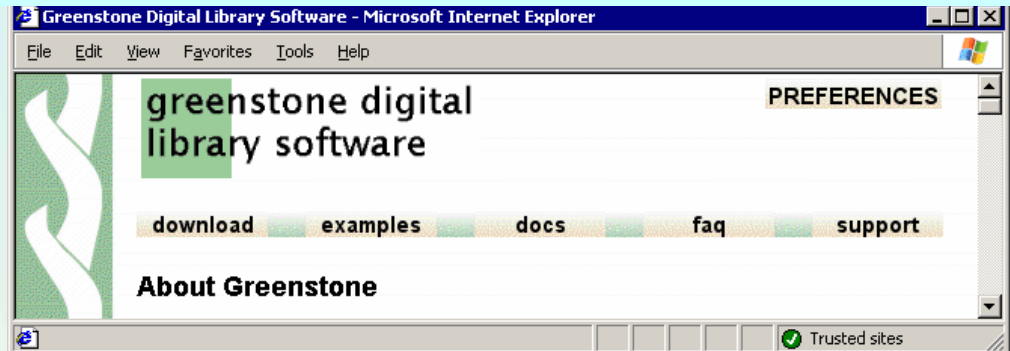 Greenstone Digital Library Software - Microsoft Internet Explorer
File Edit View Favorites Tools Help
greenstone digital
library software
PREFERENCES
download examples docs faq support
About Greenstone
Trusted sites